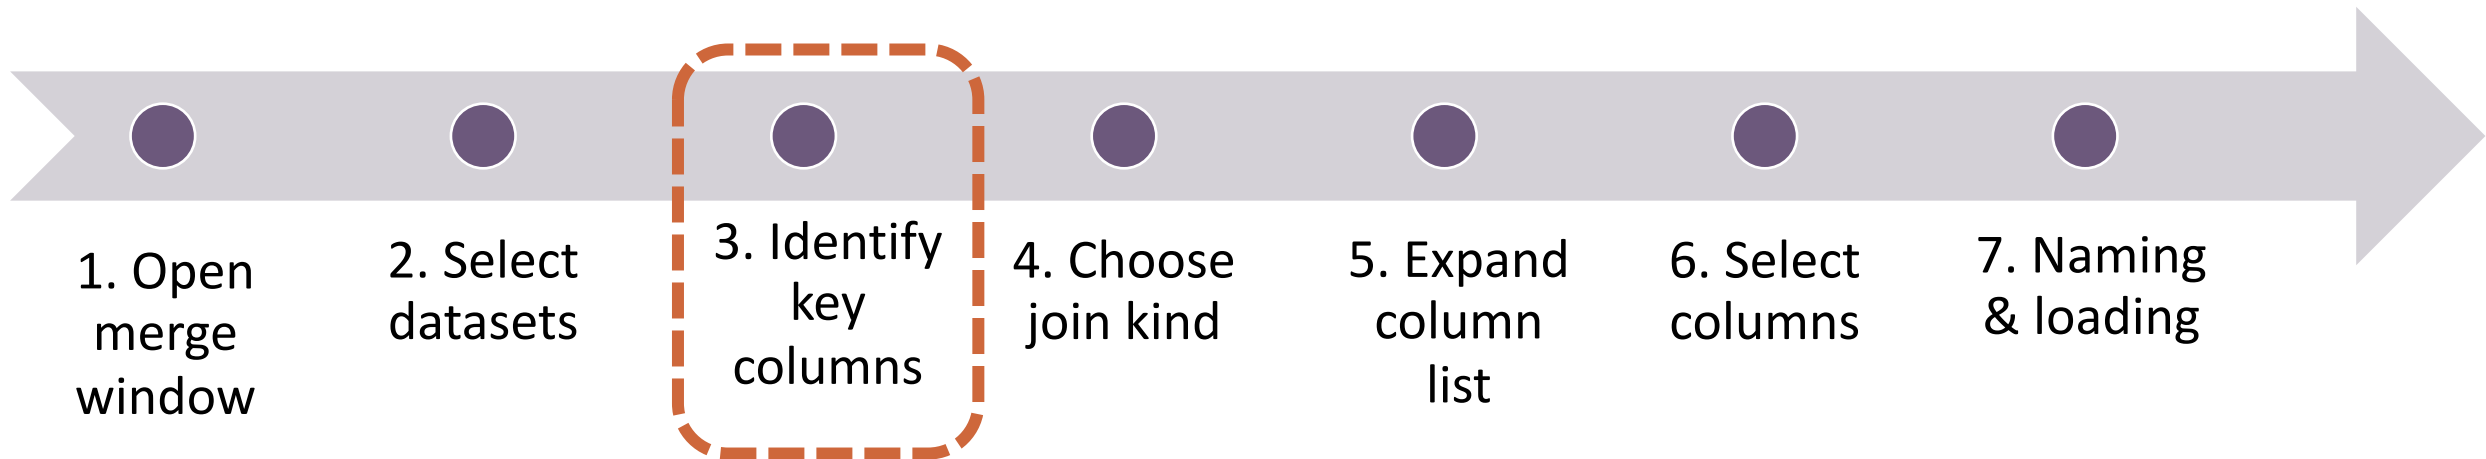 1. Open
merge
window
2. Select
datasets
3. Identify
key
columns
4. Choose
join kind
5. Expand
column
list
6. Select
columns
7. Naming
& loading